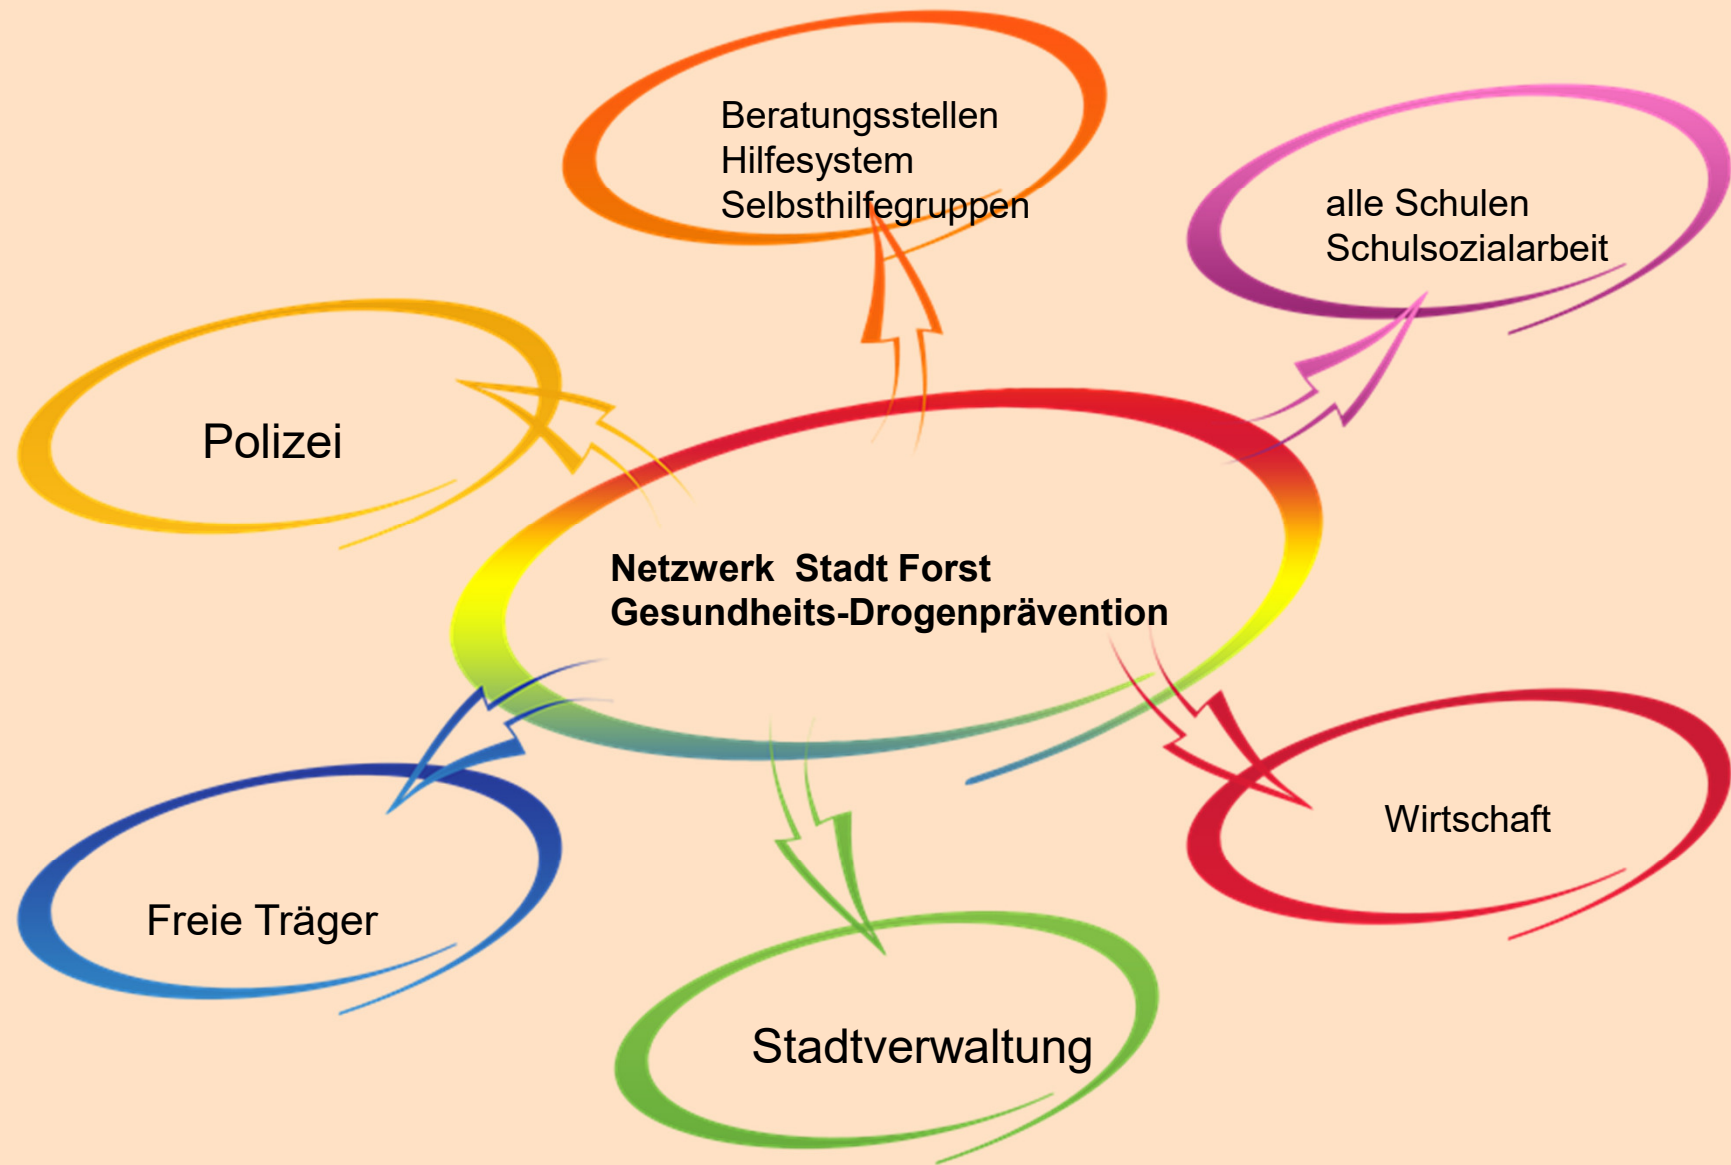 Beratungsstellen
Hilfesystem
Selbsthilfegruppen
alle Schulen
Schulsozialarbeit
Polizei
Netzwerk  Stadt Forst
Gesundheits-Drogenprävention
Wirtschaft
Freie Träger
Stadtverwaltung